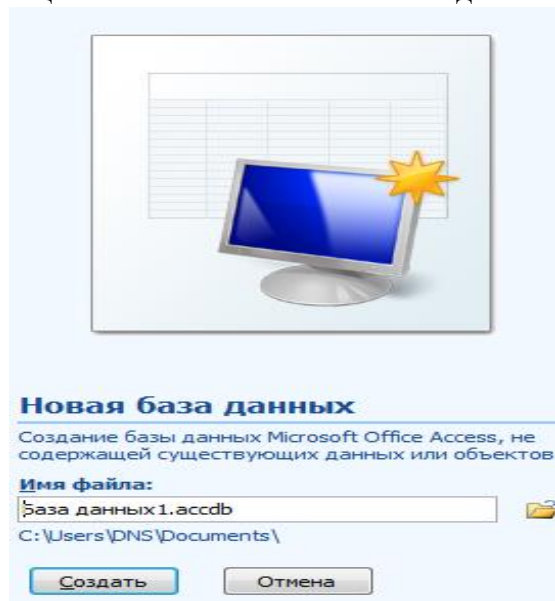 Новая база данных
Создание базы данных Microsoft Office Access, не
содержащей существующих данных или объектов
Имя файла:
База данных1.accdb
C:\Users\DNS\Documents\
Создать Отмена